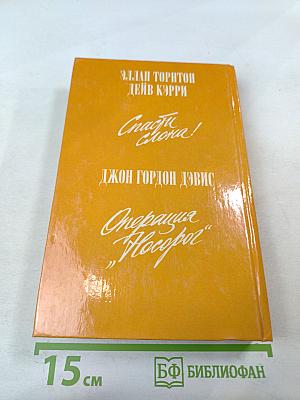 ЭЛЛАН ТОРНТОН
ДЕЙВ КЭРРИ
Спасти
слона!
ДЖОН ГОРДОН ДЭВИС
Операция
„Носорог“
15 см
БФ БИБЛИОФАН